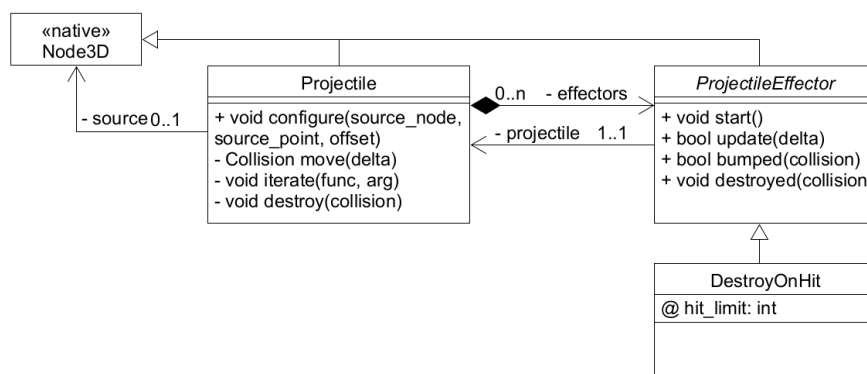 «native»
Node3D
Projectile
ProjectileEffector
0..n - effectors
+ void configure(source_node,
source_point, offset)
- Collision move(delta)
- void iterate(func, arg)
- void destroy(collision)
+ void start()
+ bool update(delta)
+ bool bumped(collision)
+ void destroyed(collision
- source 0..1
- projectile 1..1
DestroyOnHit
@ hit_limit: int